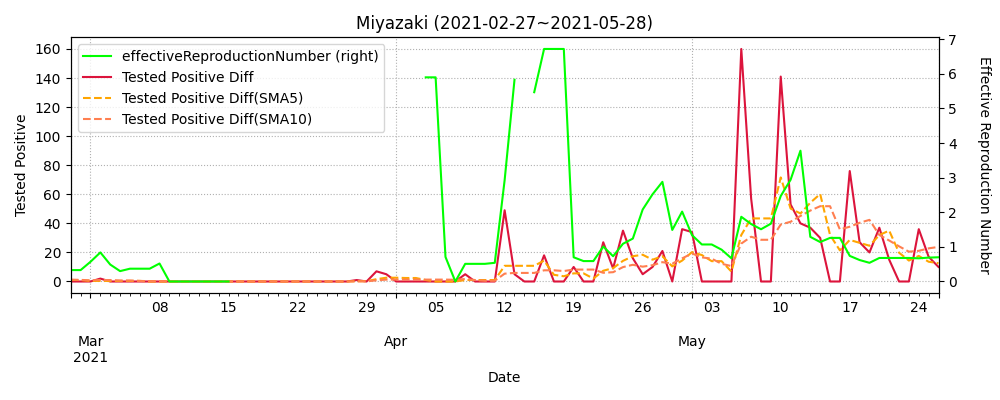 Miyazaki (2021-02-27~2021-05-28)
effectiveReproductionNumber (right)
Tested Positive Diff
Tested Positive Diff(SMA5)
Tested Positive Diff(SMA10)
Tested Positive
160
140
120
100
80
60
40
20
0
7
6
5
4
3
2
1
0
Effective Reproduction Number
08 15 22 29 05 12 19 26 03 10 17 24
Mar Apr May
2021
Date